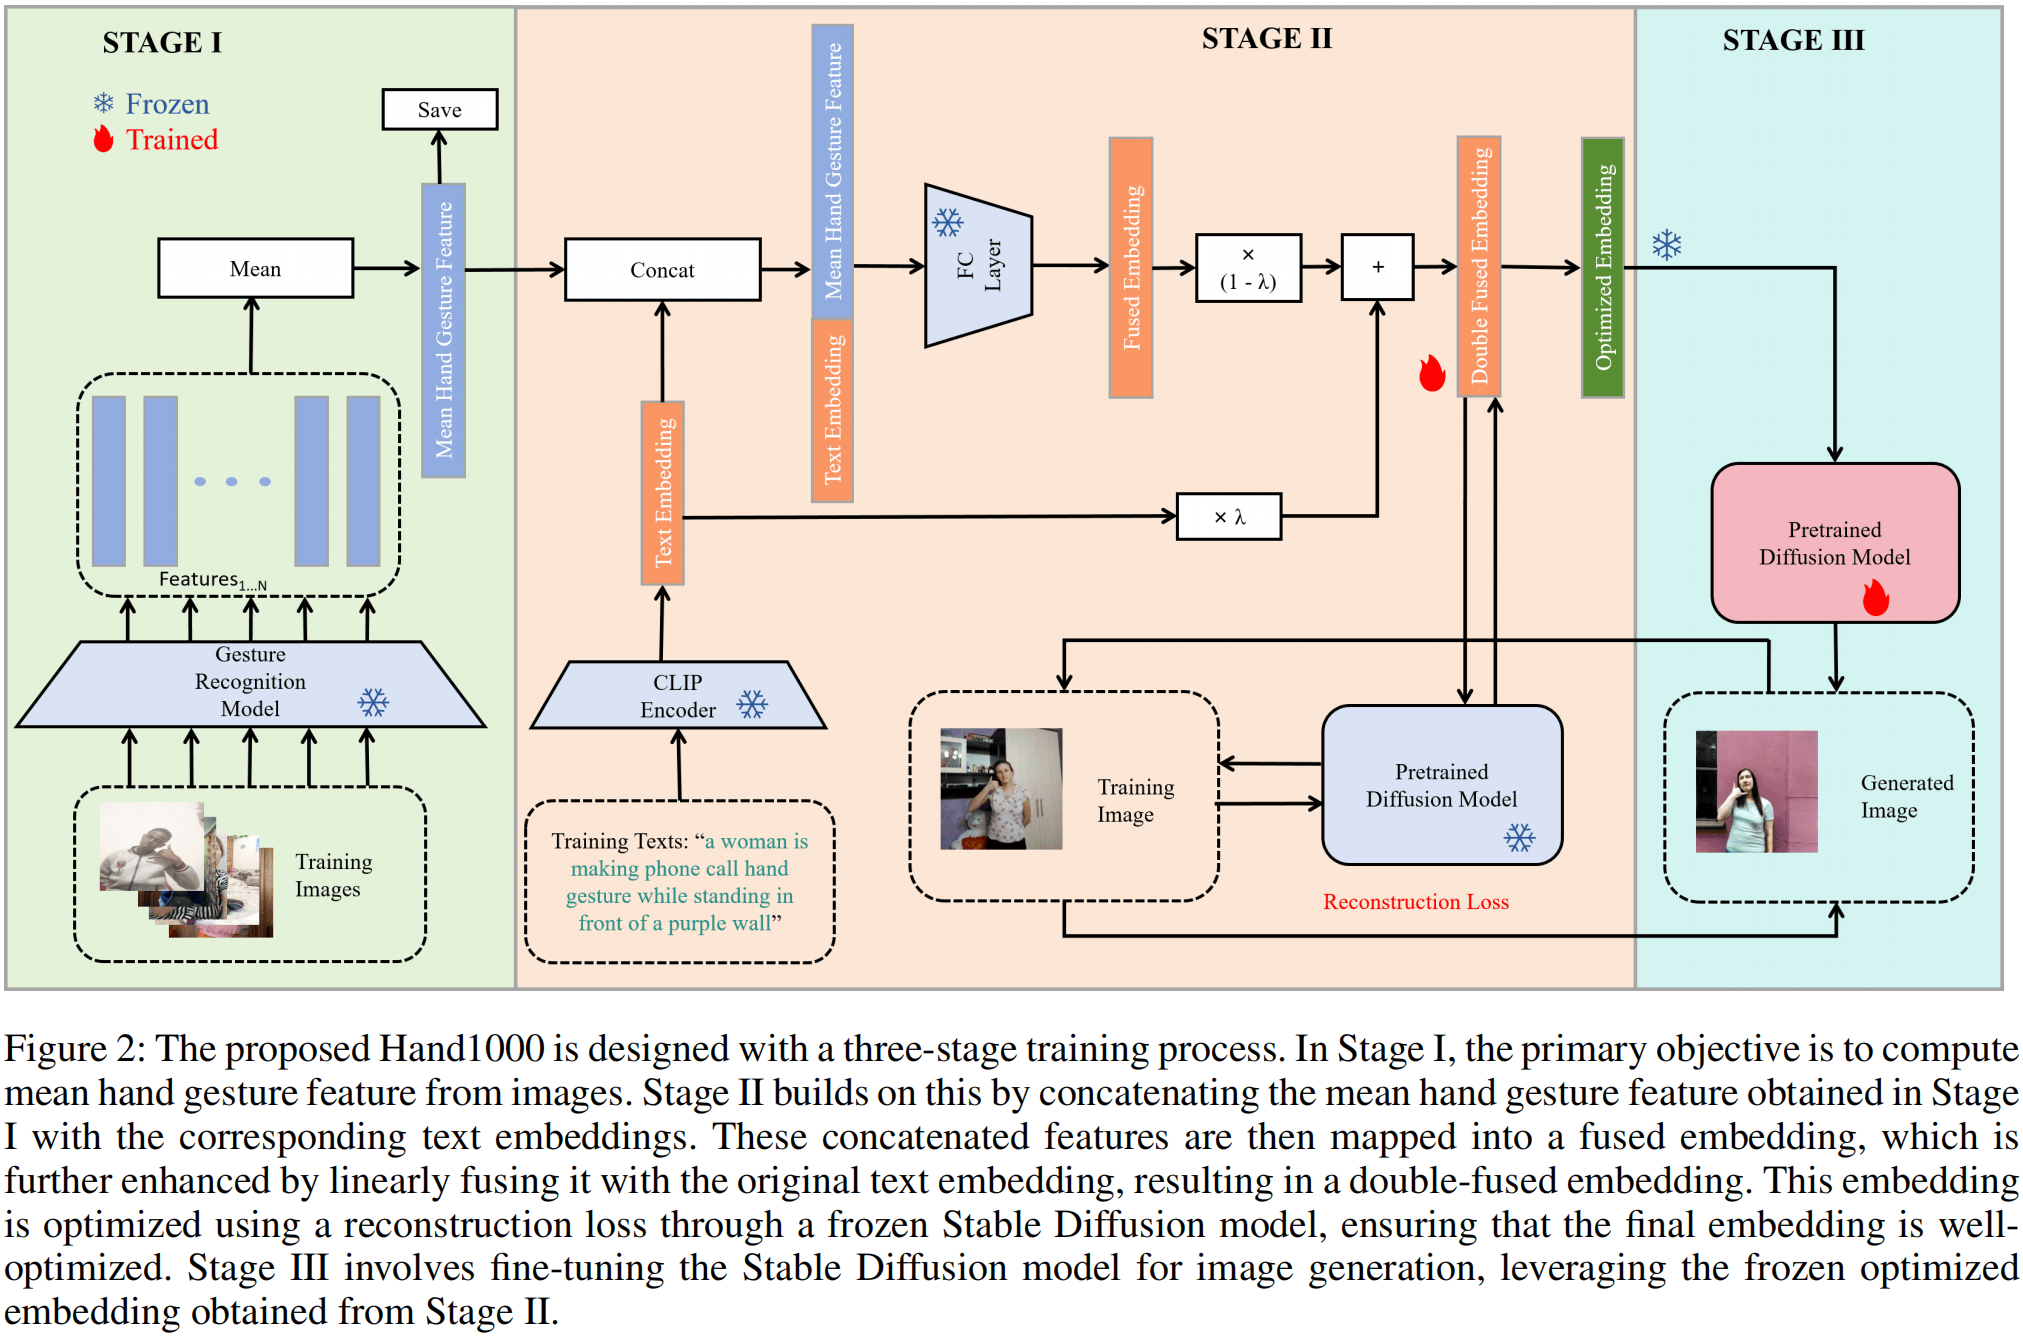 STAGE I
Frozen
Trained
Save
Mean
Mean Hand Gesture Feature
Features1...N
Gesture
Recognition
Model
Training
Images
STAGE II
Concat
Mean Hand Gesture Feature
Text Embedding
FC
Layer
Fused Embedding
×
(1 - λ)
+
Double Fused Embedding
Optimized Embedding
Text Embedding
× λ
CLIP
Encoder
Training Texts: “a woman is
making phone call hand
gesture while standing in
front of a purple wall”
Training
Image
Pretrained
Diffusion Model
Reconstruction Loss
STAGE III
Pretrained
Diffusion Model
Generated
Image
Figure 2: The proposed Hand1000 is designed with a three-stage training process. In Stage I, the primary objective is to compute
mean hand gesture feature from images. Stage II builds on this by concatenating the mean hand gesture feature obtained in Stage
I with the corresponding text embeddings. These concatenated features are then mapped into a fused embedding, which is
further enhanced by linearly fusing it with the original text embedding, resulting in a double-fused embedding. This embedding
is optimized using a reconstruction loss through a frozen Stable Diffusion model, ensuring that the final embedding is well-
optimized. Stage III involves fine-tuning the Stable Diffusion model for image generation, leveraging the frozen optimized
embedding obtained from Stage II.